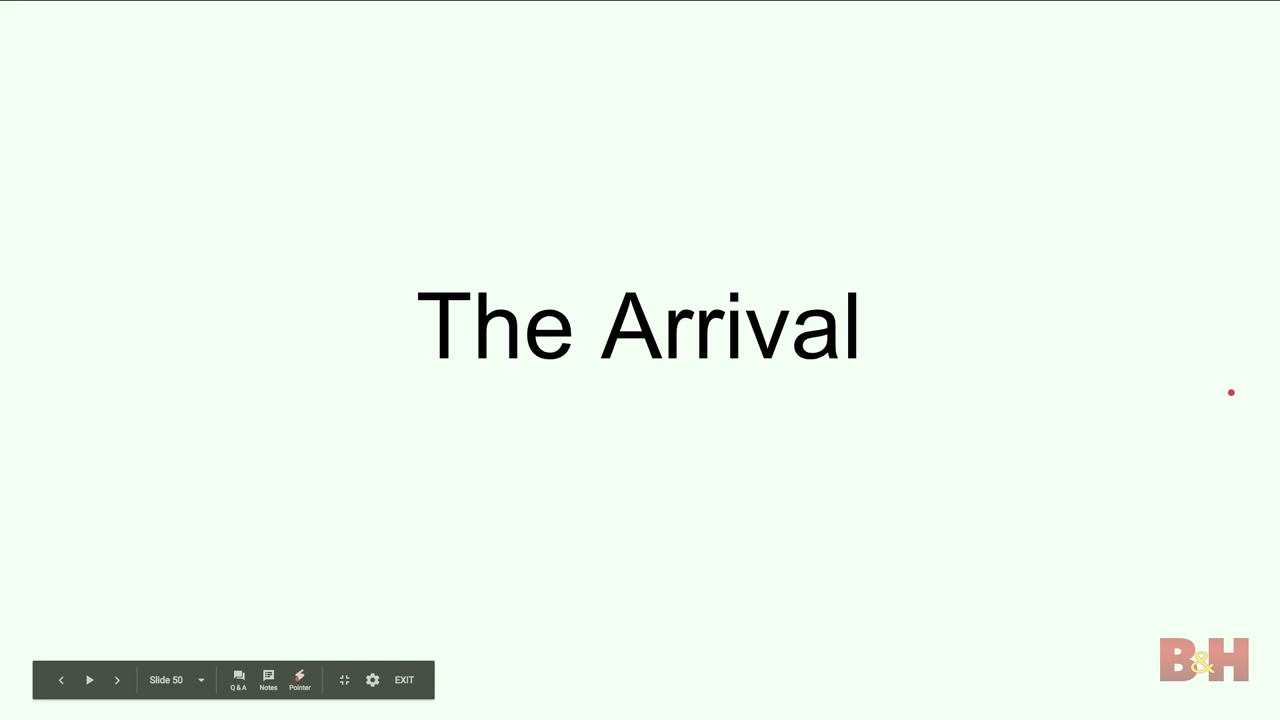 The Arrival
B&H
Slide 50
Q&A
Notes
Pointer
EXIT